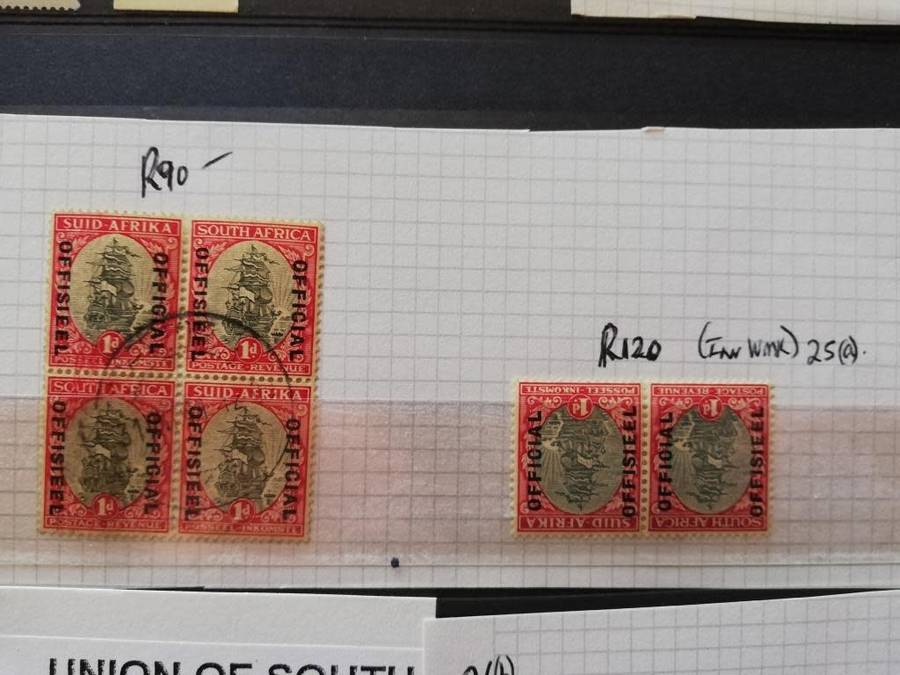 R90 -
SUID-AFRIKA
OFFISIEEL
OFFICIAL
1d
POSSEEL-INKOMSTE
SOUTH AFRICA
OFFISIEEL
OFFICIAL
1d
POSTAGE-REVENUE
SOUTH AFRICA
OFFISIEEL
OFFICIAL
1d
POSTAGE-REVENUE
SUID-AFRIKA
OFFISIEEL
OFFICIAL
1d
POSSEEL-INKOMSTE
R120 (Inv Wmk) 25(a).
POSSEEL-INKOMSTE
1d
OFFICIAL
OFFISIEEL
SUID-AFRIKA
POSTAGE-REVENUE
1d
OFFICIAL
OFFISIEEL
SOUTH AFRICA
UNION OF SOUTH